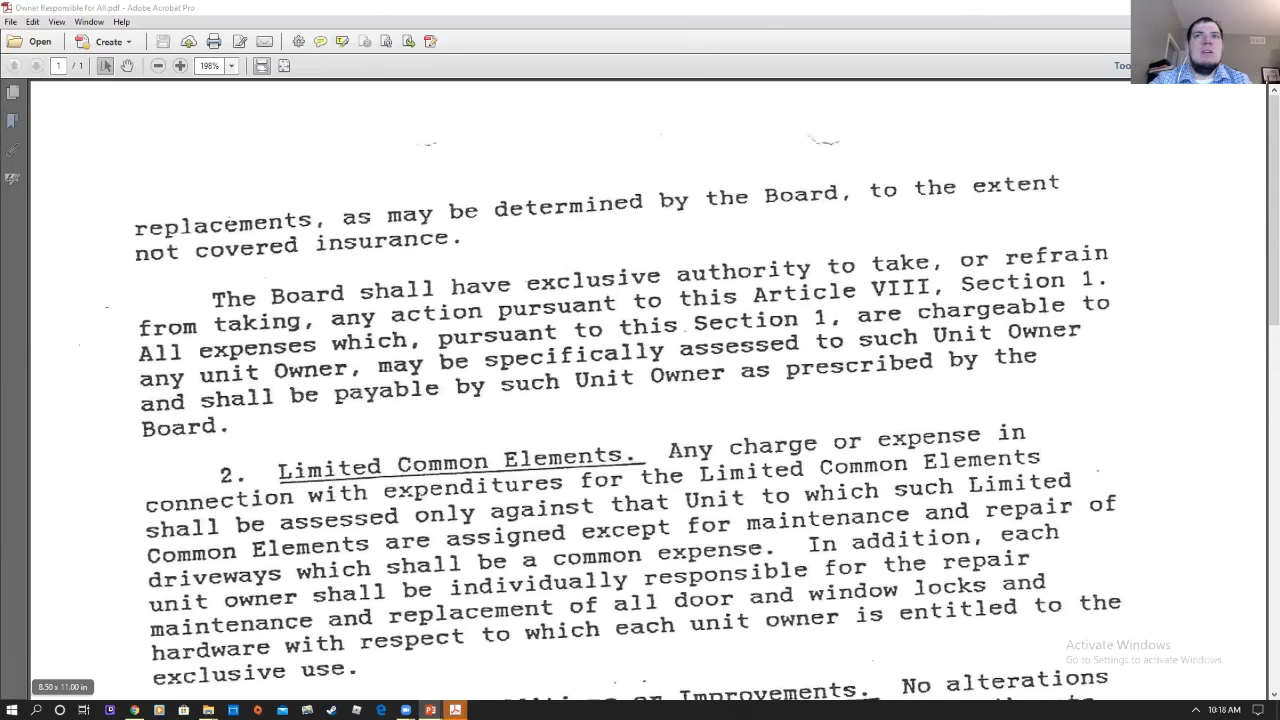 Owner Responsible for All.pdf - Adobe Acrobat Pro
File Edit View Window Help
Open Create
1 / 1 198%
Too
replacements, as may be determined by the Board, to the extent
not covered insurance.
The Board shall have exclusive authority to take, or refrain
from taking, any action pursuant to this Article VIII, Section 1.
All expenses which, pursuant to this Section 1, are chargeable to
any unit Owner, may be specifically assessed to such Unit Owner
and shall be payable by such Unit Owner as prescribed by the
Board.
2. Limited Common Elements. Any charge or expense in
connection with expenditures for the Limited Common Elements
shall be assessed only against that Unit to which such Limited
Common Elements are assigned except for maintenance and repair of
driveways which shall be a common expense. In addition, each
unit owner shall be individually responsible for the repair
maintenance and replacement of all door and window locks and
hardware with respect to which each unit owner is entitled to the
exclusive use.
or Improvements. No alterations
Activate Windows
Go to Settings to activate Windows.
8.50 x 11.00 in
10:18 AM